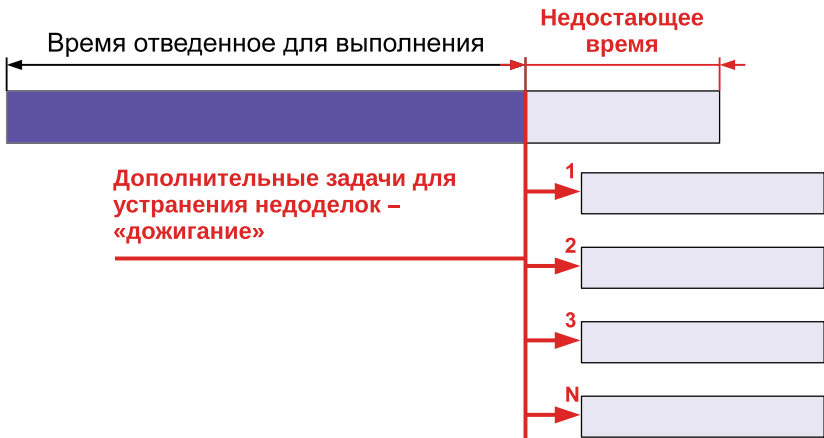 Недостающее
время
Время отведенное для выполнения
Дополнительные задачи для
устранения недоделок –
«дожигание»
1
2
3
N